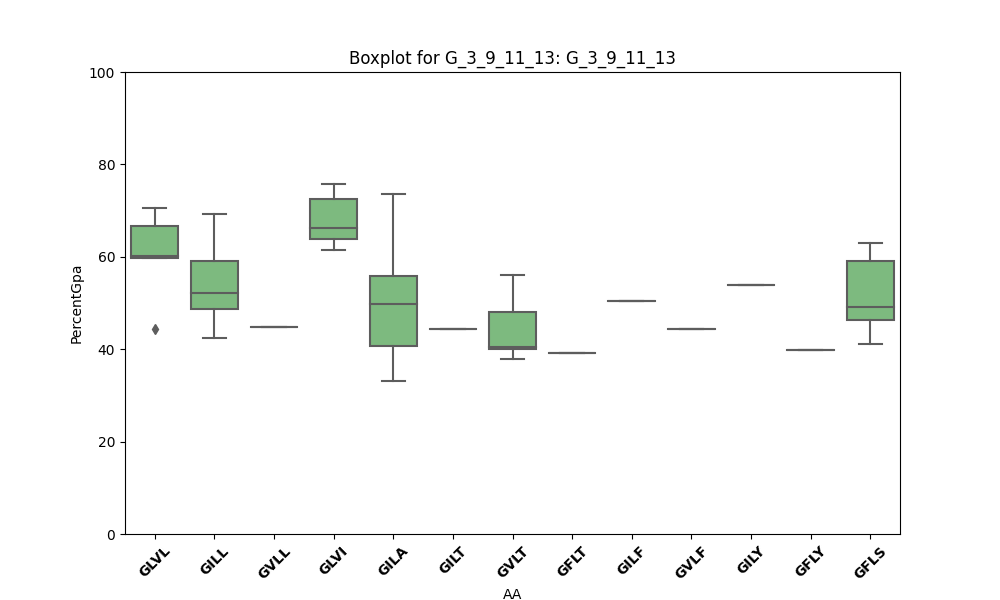 Boxplot for G_3_9_11_13: G_3_9_11_13
100
80
60
40
20
0
PercentGpa
GLVL
GILL
GVLL
GLVI
GILA
GILT
GVLT
GFLT
GILF
GVLF
GILY
GFLY
GFLS
AA